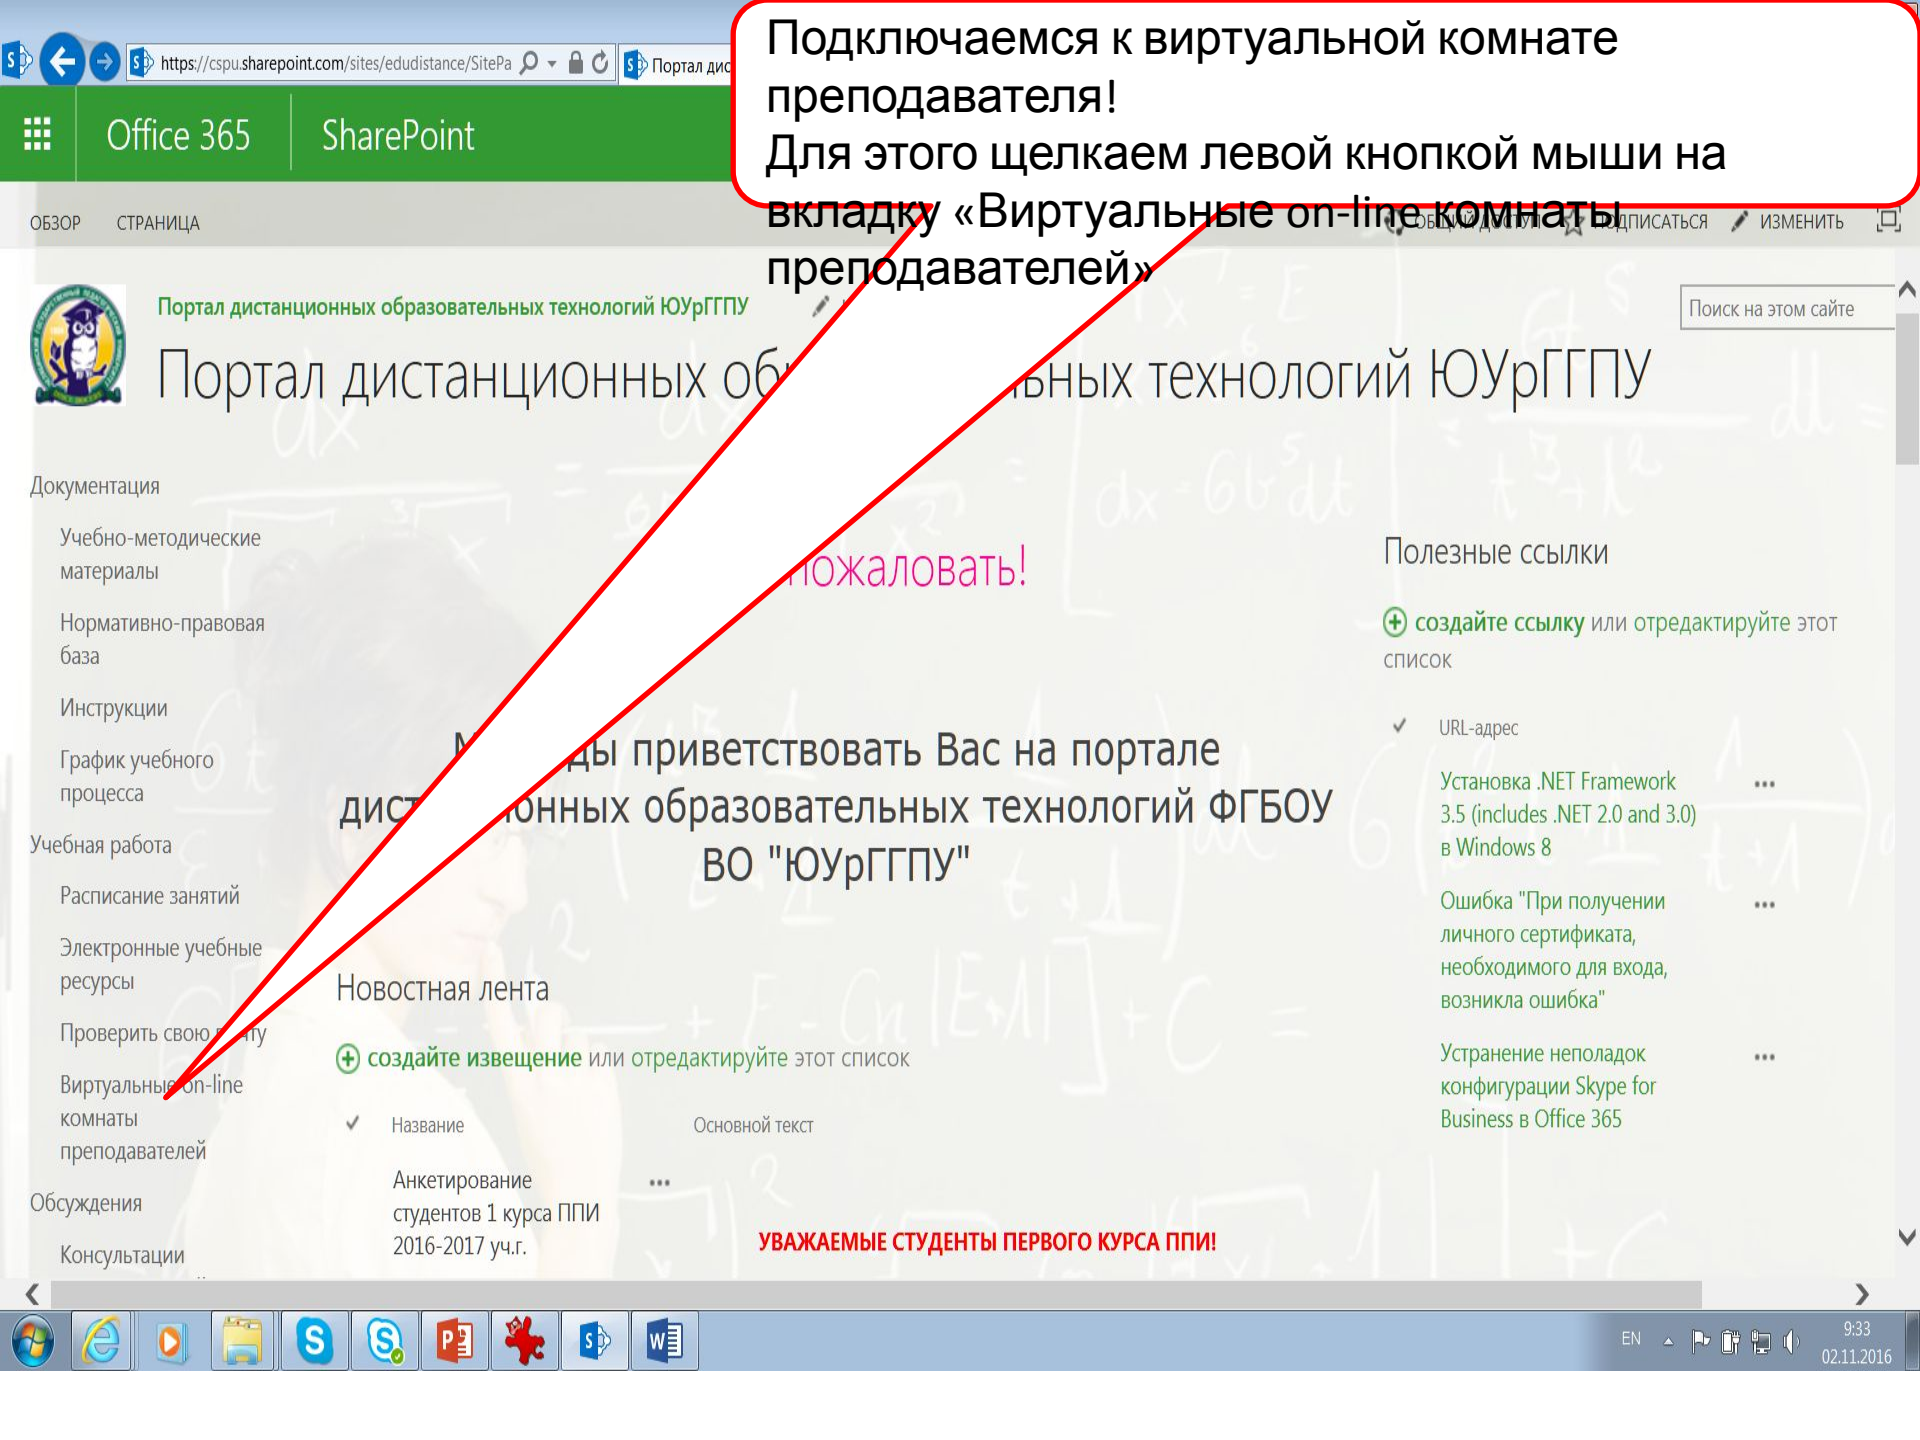 Подключаемся к виртуальной комнате
преподавателя!
Для этого щелкаем левой кнопкой мыши на
вкладку «Виртуальные on-line комнаты
преподавателей»
https://cspu.sharepoint.com/sites/edudistance/SitePa
Портал дис
Office 365
SharePoint
ОБЗОР СТРАНИЦА
ОБЩИЙ ДОСТУП ПОДПИСАТЬСЯ ИЗМЕНИТЬ
Портал дистанционных образовательных технологий ЮУрГГПУ
Поиск на этом сайте
Портал дистанционных об ьных технологий ЮУрГГПУ
Документация
Учебно-методические
материалы
Нормативно-правовая
база
Инструкции
График учебного
процесса
Учебная работа
Расписание занятий
Электронные учебные
ресурсы
Проверить свою ту
Виртуальные on-line
комнаты
преподавателей
Обсуждения
Консультации
пожаловать!
ды приветствовать Вас на портале
дист онных образовательных технологий ФГБОУ
ВО "ЮУрГГПУ"
Новостная лента
создайте извещение или отредактируйте этот список
Название Основной текст
Анкетирование
студентов 1 курса ППИ
2016-2017 уч.г.
УВАЖАЕМЫЕ СТУДЕНТЫ ПЕРВОГО КУРСА ППИ!
Полезные ссылки
создайте ссылку или отредактируйте этот
список
URL-адрес
Установка .NET Framework
3.5 (includes .NET 2.0 and 3.0)
в Windows 8
Ошибка "При получении
личного сертификата,
необходимого для входа,
возникла ошибка"
Устранение неполадок
конфигурации Skype for
Business в Office 365
EN
9:33
02.11.2016